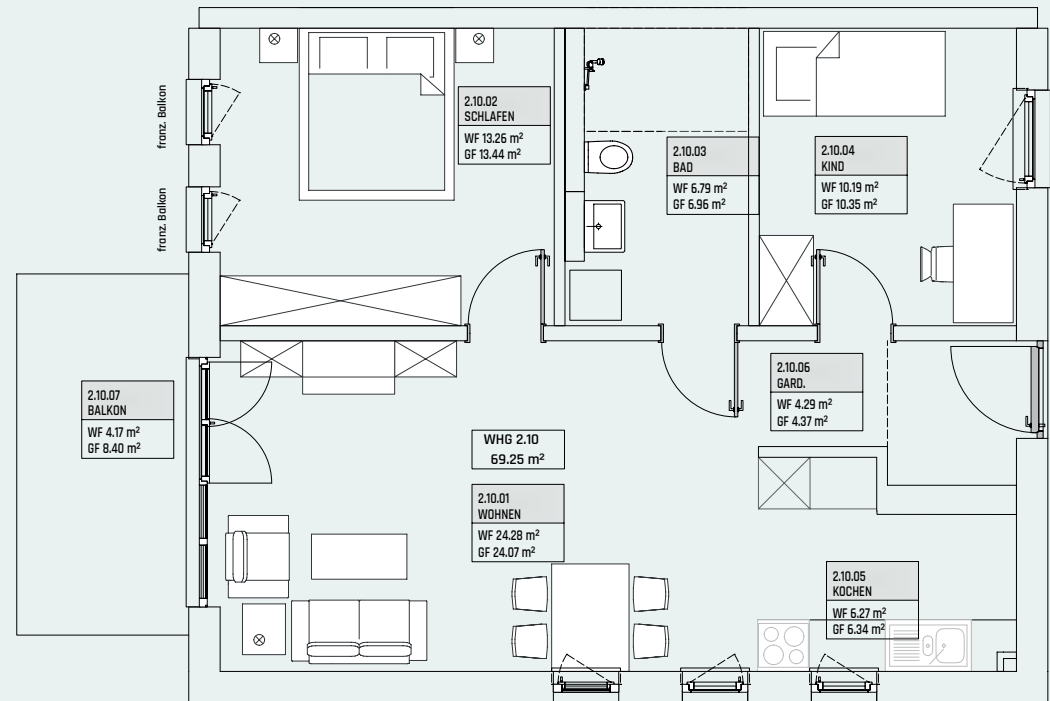 franz. Balkon
franz. Balkon
2.10.02
SCHLAFEN
WF 13.26 m²
GF 13.44 m²
2.10.03
BAD
WF 6.79 m²
GF 6.96 m²
2.10.04
KIND
WF 10.19 m²
GF 10.35 m²
2.10.07
BALKON
WF 4.17 m²
GF 8.40 m²
2.10.06
GARD.
WF 4.29 m²
GF 4.37 m²
WHG 2.10
69.25 m²
2.10.01
WOHNEN
WF 24.28 m²
GF 24.07 m²
2.10.05
KOCHEN
WF 6.27 m²
GF 6.34 m²